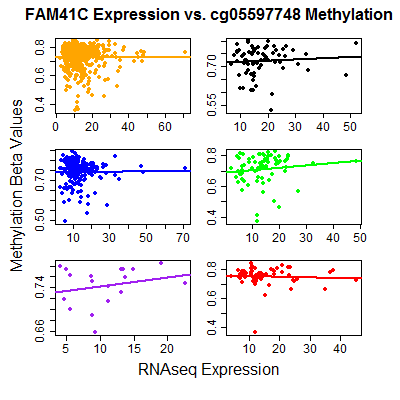 FAM41C Expression vs. cg05597748 Methylation
Methylation Beta Values
0.4 0.6 0.8
0 10 20 30 40 50 60 70
0.55 0.70
10 20 30 40 50
0.50 0.70
10 20 30 40 50 60 70
0.4 0.6 0.8
10 20 30 40 50
0.66 0.74
5 10 15 20
0.4 0.6 0.8
10 20 30 40
RNAseq Expression